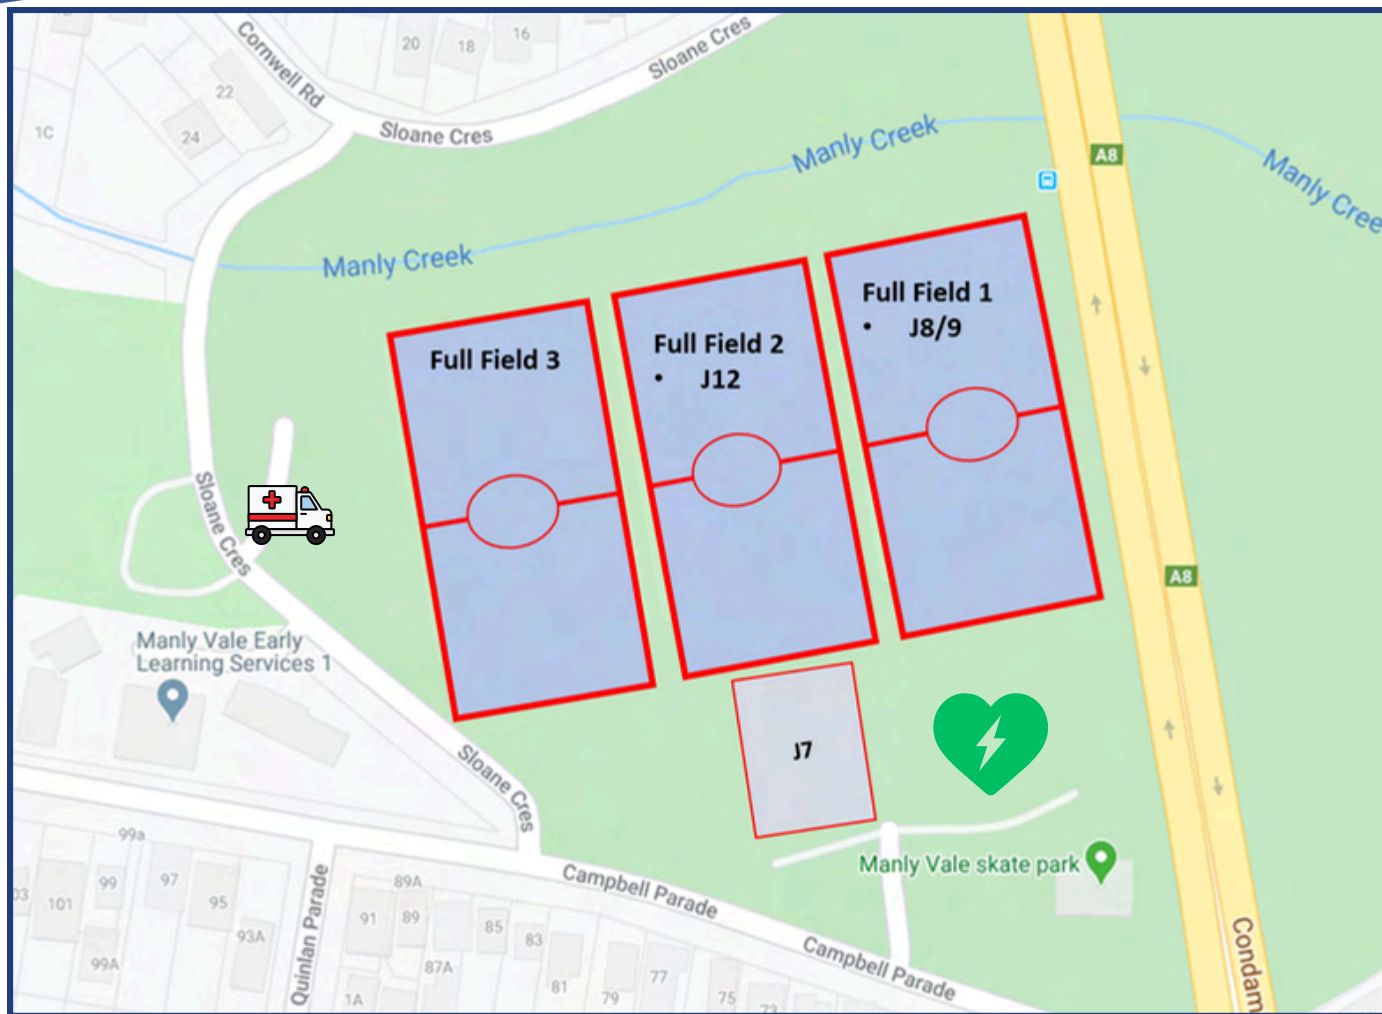 Cornwell Rd
20
18
16
Sloane Cres
22
24
1C
Sloane Cres
Manly Creek
A8
Manly Cree
Manly Creek
Full Field 1
• J8/9
Full Field 2
• J12
Full Field 3
Sloane Cres
A8
Manly Vale Early
Learning Services 1
J7
Sloane Cres
Manly Vale skate park
99a
03
101
99
97
95
93A
99A
Quinlan Parade
89A
91
89
87A
85
83
81
1A
Campbell Parade
79
77
75
Campbell Parade
Condam